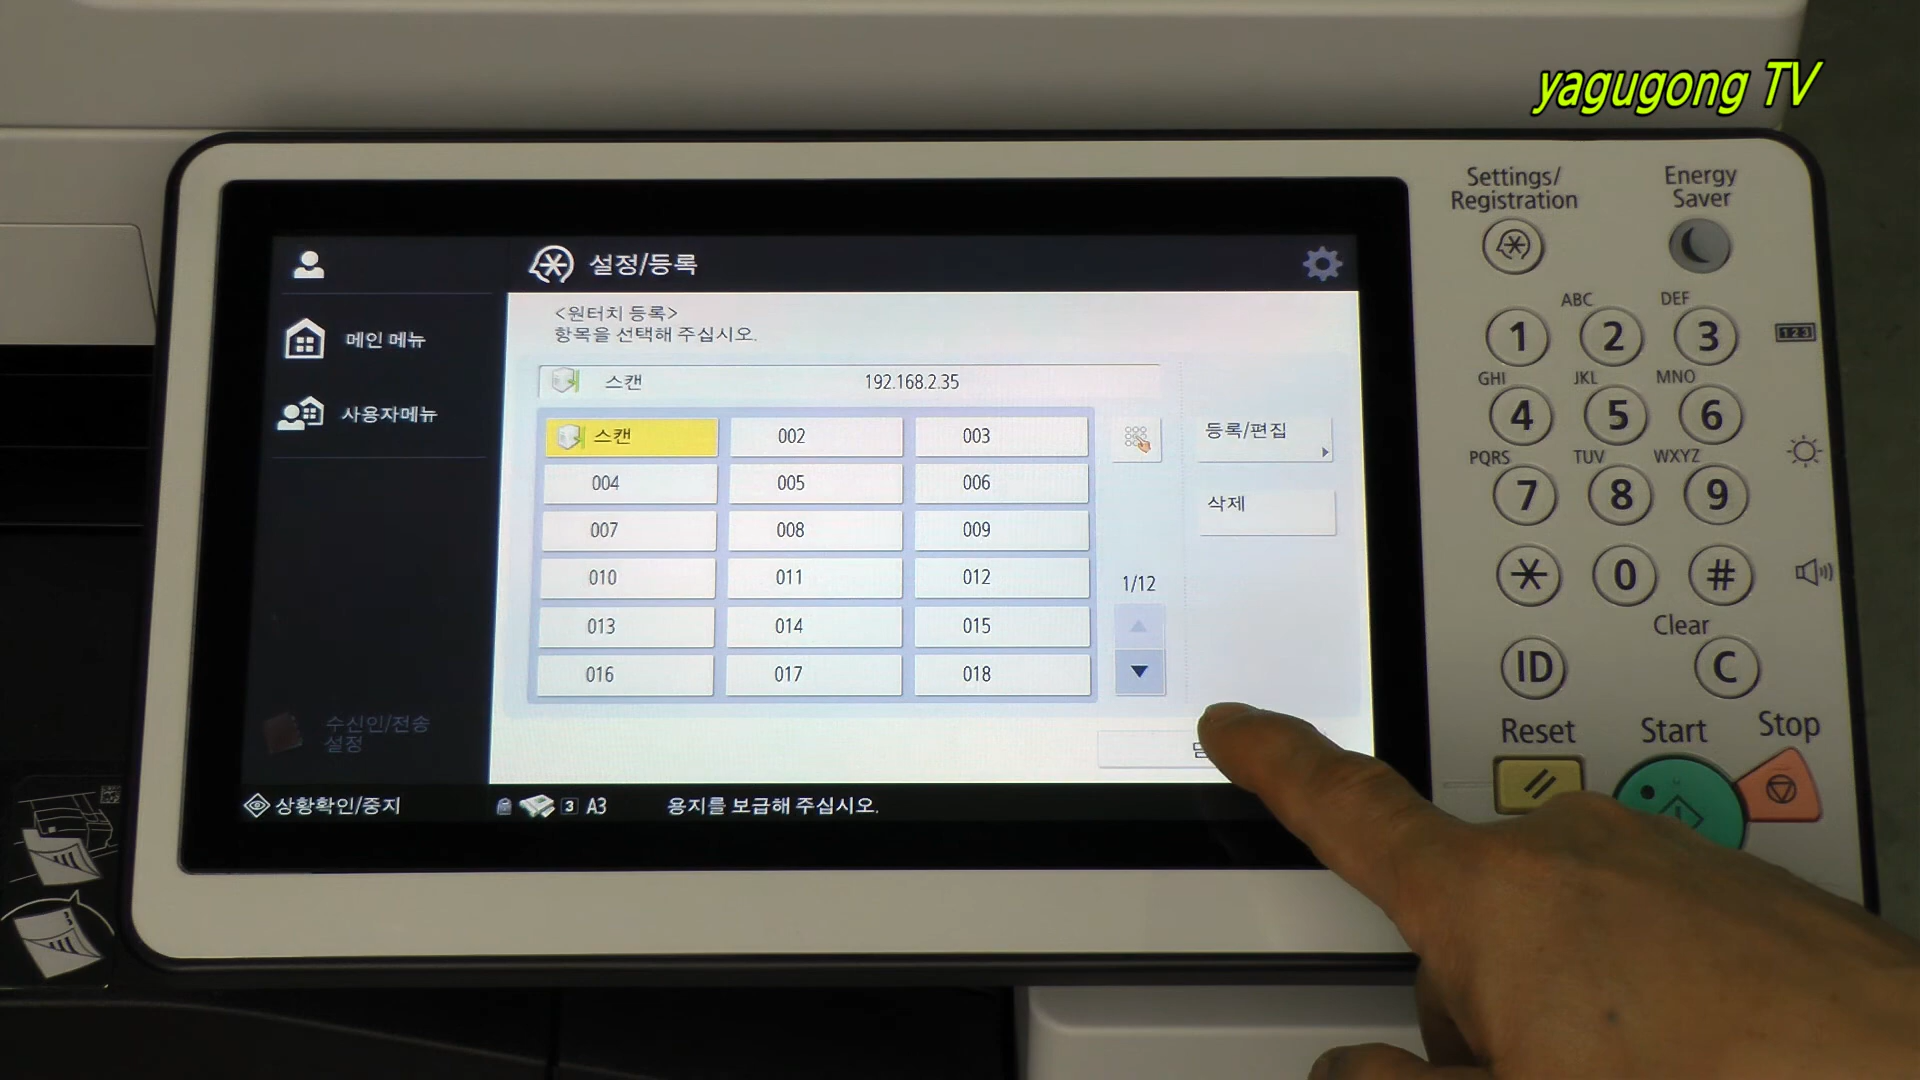 yagugong TV
Settings/
Registration
Energy
Saver
설정/등록
메인 메뉴
사용자메뉴
<원터치 등록>
항목을 선택해 주십시오.
스캔 192.168.2.35
스캔 002 003
004 005 006
007 008 009
010 011 012
013 014 015
016 017 018
등록/편집
삭제
1/12
수신인/전송
설정
상황확인/중지
3 A3 용지를 보급해 주십시오.
ABC DEF
1 2 3
123
GHI JKL MNO
4 5 6
PQRS TUV WXYZ
7 8 9
* 0 #
Clear
ID C
Reset Start Stop